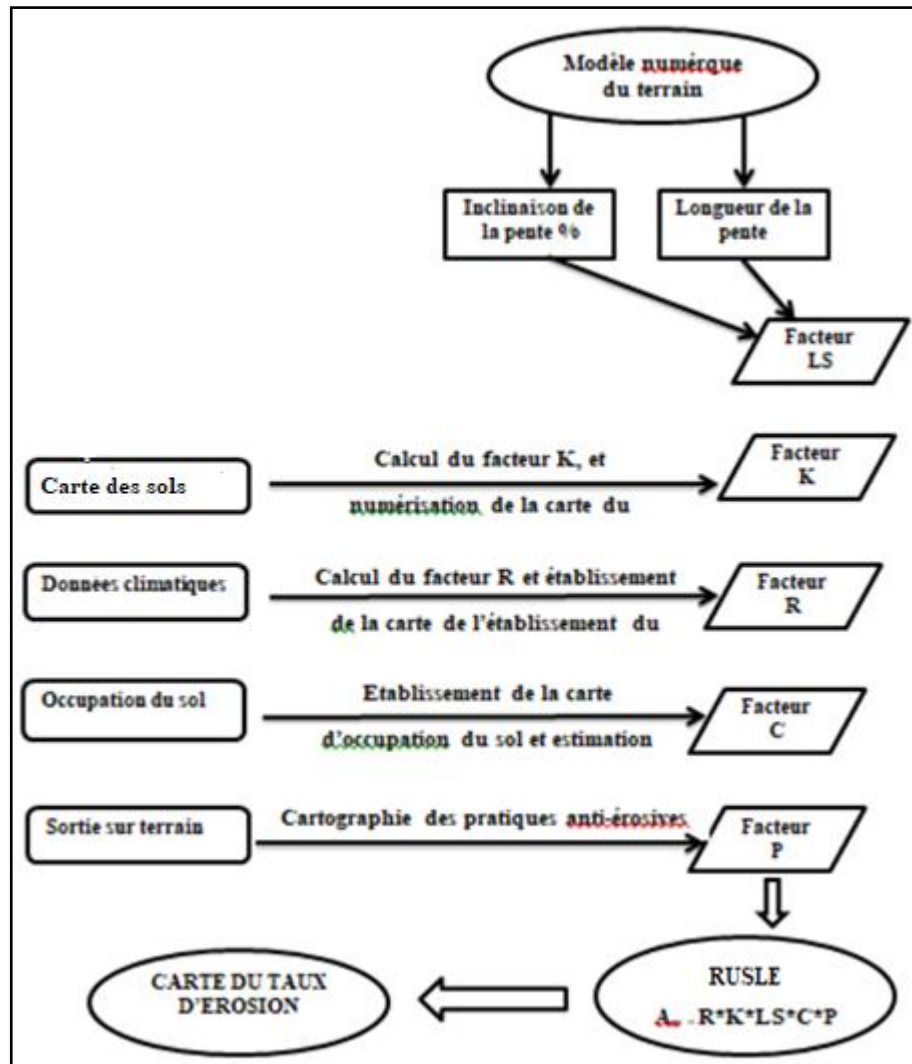 Modèle numérque
du terrain
Inclinaison de
la pente %
Longueur de la
pente
Facteur
LS
Carte des sols
Calcul du facteur K, et
numérisation de la carte du
Facteur
K
Données climatiques
Calcul du facteur R et établissement
de la carte de l'établissement du
Facteur
R
Occupation du sol
Etablissement de la carte
d'occupation du sol et estimation
Facteur
C
Sortie sur terrain
Cartographie des pratiques anti-érosives
Facteur
P
CARTE DU TAUX
D'EROSION
RUSLE
A R*K*LS*C*P